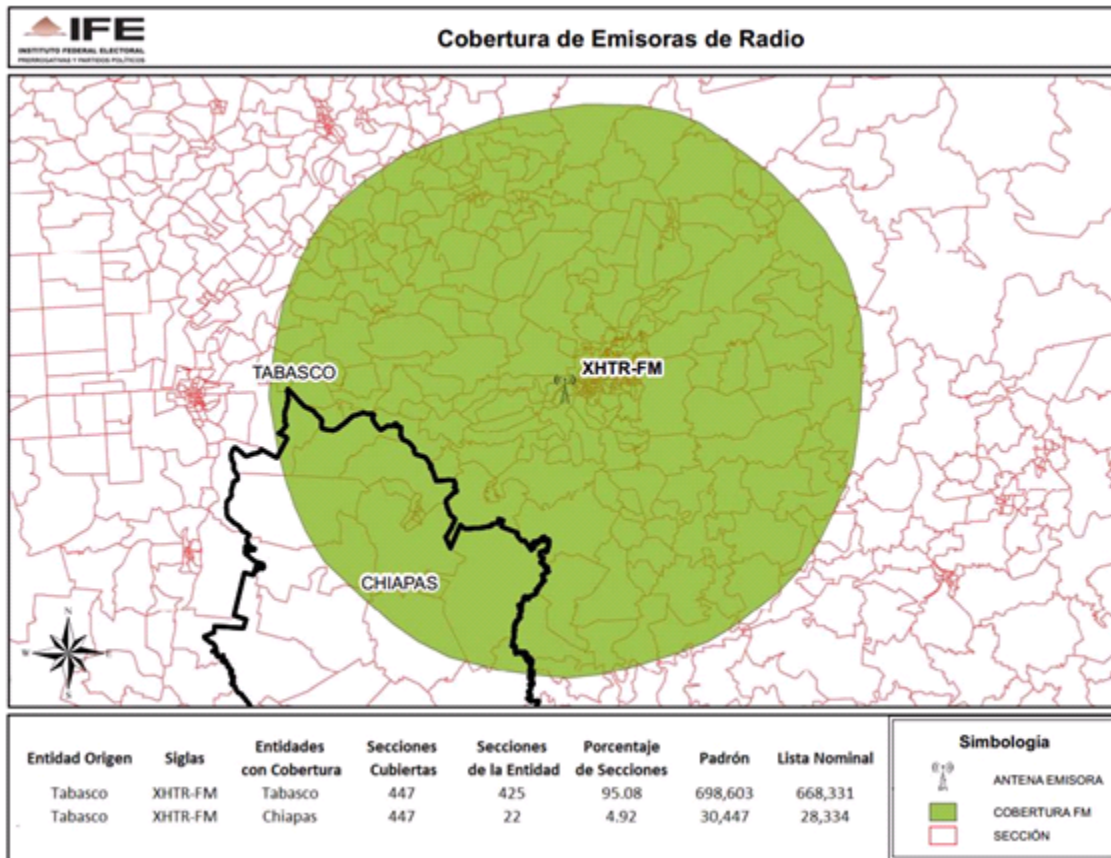 IFE
INSTITUTO FEDERAL ELECTORAL
PRERROGATIVAS Y PARTIDOS POLÍTICOS
Cobertura de Emisoras de Radio
TABASCO
XHTR-FM
CHIAPAS
N
W
E
S
Entidad Origen Siglas Entidades con Cobertura Secciones Cubiertas Secciones de la Entidad Porcentaje de Secciones Padrón Lista Nominal
Tabasco XHTR-FM Tabasco 447 425 95.08 698,603 668,331
Tabasco XHTR-FM Chiapas 447 22 4.92 30,447 28,334
Simbología
ANTENA EMISORA
COBERTURA FM
SECCIÓN